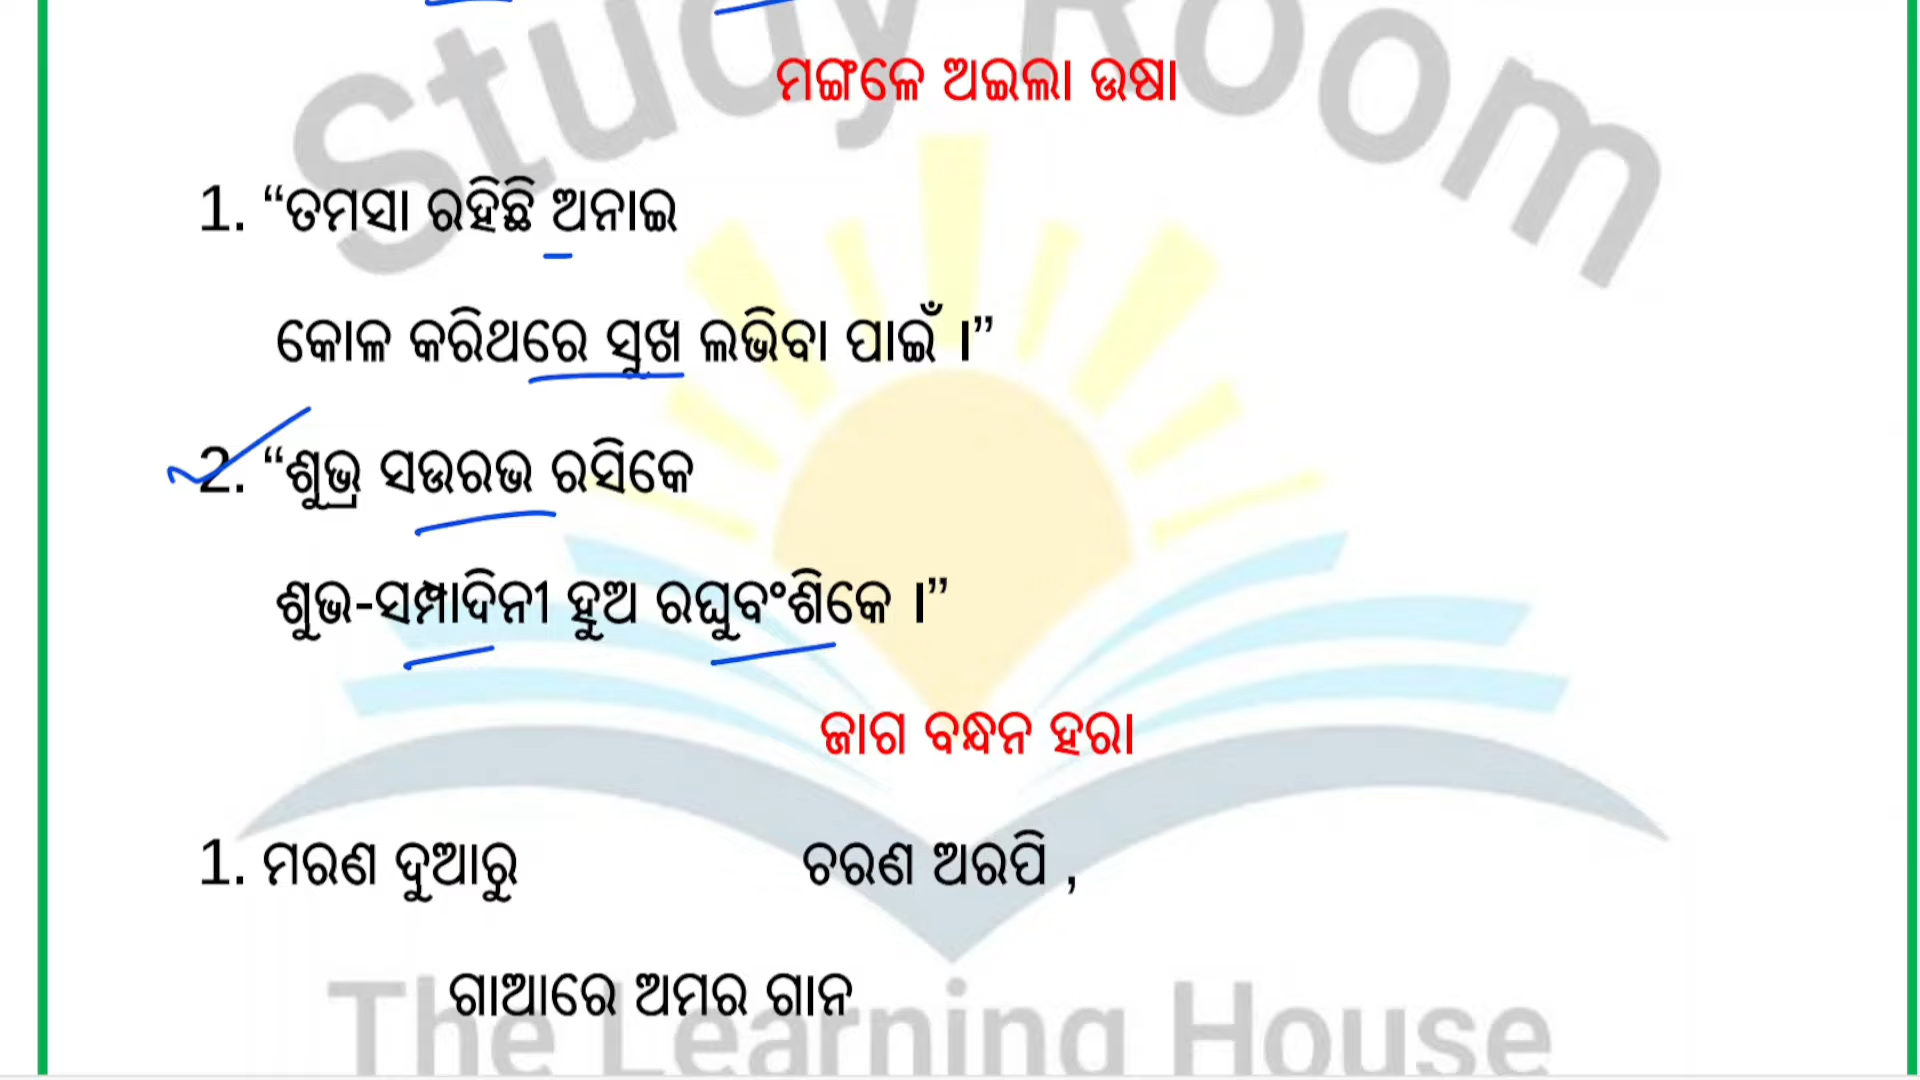 Study Room
ମଙ୍ଗଳେ ଅଇଲା ଉଷା
1. “ତମସା ରହିଛି ଅନାଇ
କୋଳ କରିଥରେ ସୁଖ ଲଭିବା ପାଇଁ ।”
2. “ଶୁଭ୍ର ସଉରଭ ରସିକେ
ଶୁଭ-ସମ୍ପାଦିନୀ ହୁଅ ରଘୁବଂଶିକେ ।”
ଜାଗ ବନ୍ଧନ ହରା
1. ମରଣ ଦୁଆରୁ ଚରଣ ଅରପି ,
ଗାଆରେ ଅମର ଗାନ
The Learning House